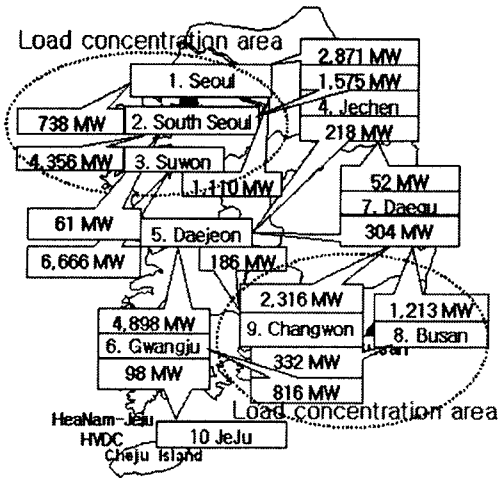 Load concentration area
2,871 MW
1. Seoul
1,575 MW
4. Jechen
738 MW
2. South Seoul
218 MW
4,356 MW
3. Suwon
1,110 MW
52 MW
7. Daegu
61 MW
5. Daejeon
304 MW
6,666 MW
186 MW
2,316 MW
1,213 MW
4,898 MW
9. Changwon
8. Busan
6. Gwangju
332 MW
98 MW
816 MW
Load concentration area
HeaNam-Jeju
HVDC
10 JeJu
Cheju Island